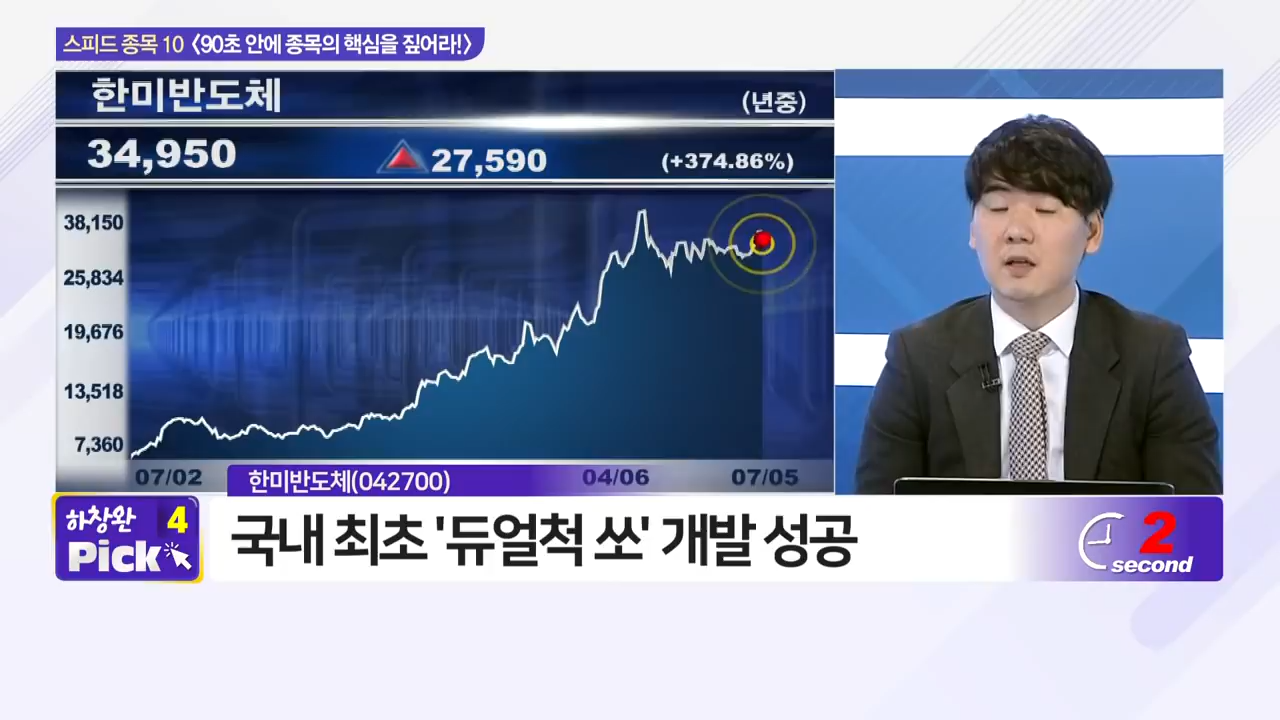 스피드 종목 10 <90초 안에 종목의 핵심을 짚어라!>
한미반도체
(년중)
34,950
27,590
(+374.86%)
38,150
25,834
19,676
13,518
7,360
07/02
04/06
07/05
한미반도체(042700)
하창완
4
Pick
국내 최초 '듀얼척 쏘' 개발 성공
2
second